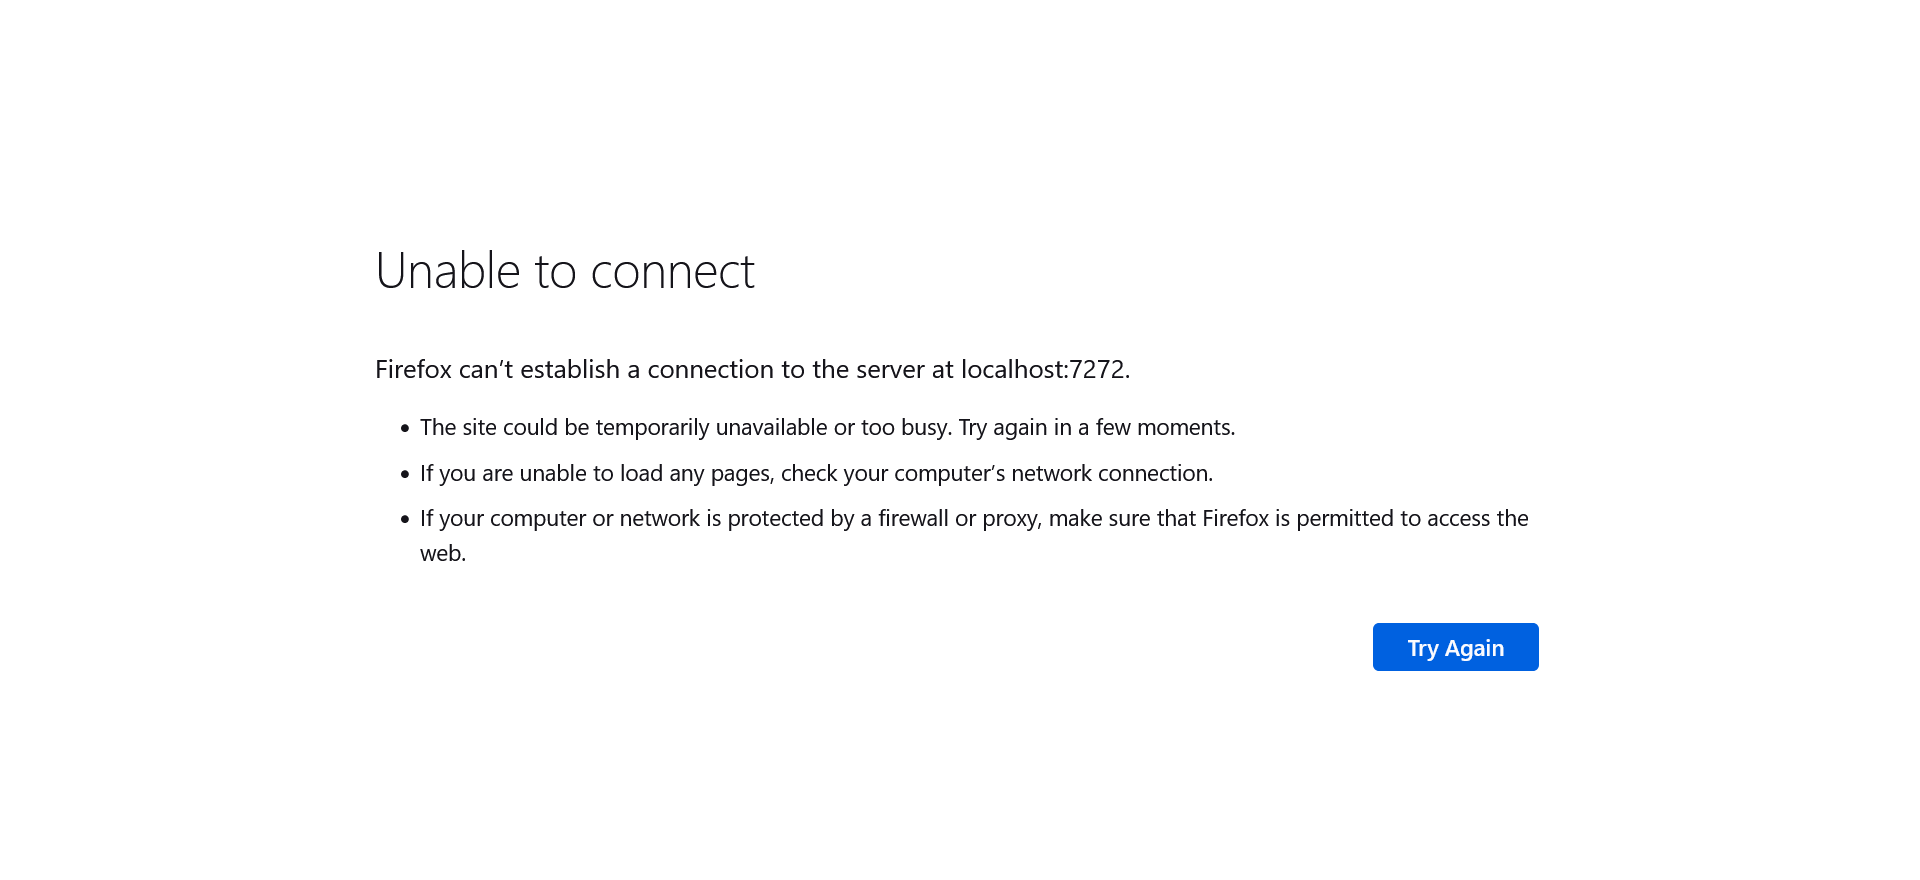 Unable to connect
Firefox can’t establish a connection to the server at localhost:7272.
• The site could be temporarily unavailable or too busy. Try again in a few moments.
• If you are unable to load any pages, check your computer’s network connection.
• If your computer or network is protected by a firewall or proxy, make sure that Firefox is permitted to access the
web.
Try Again